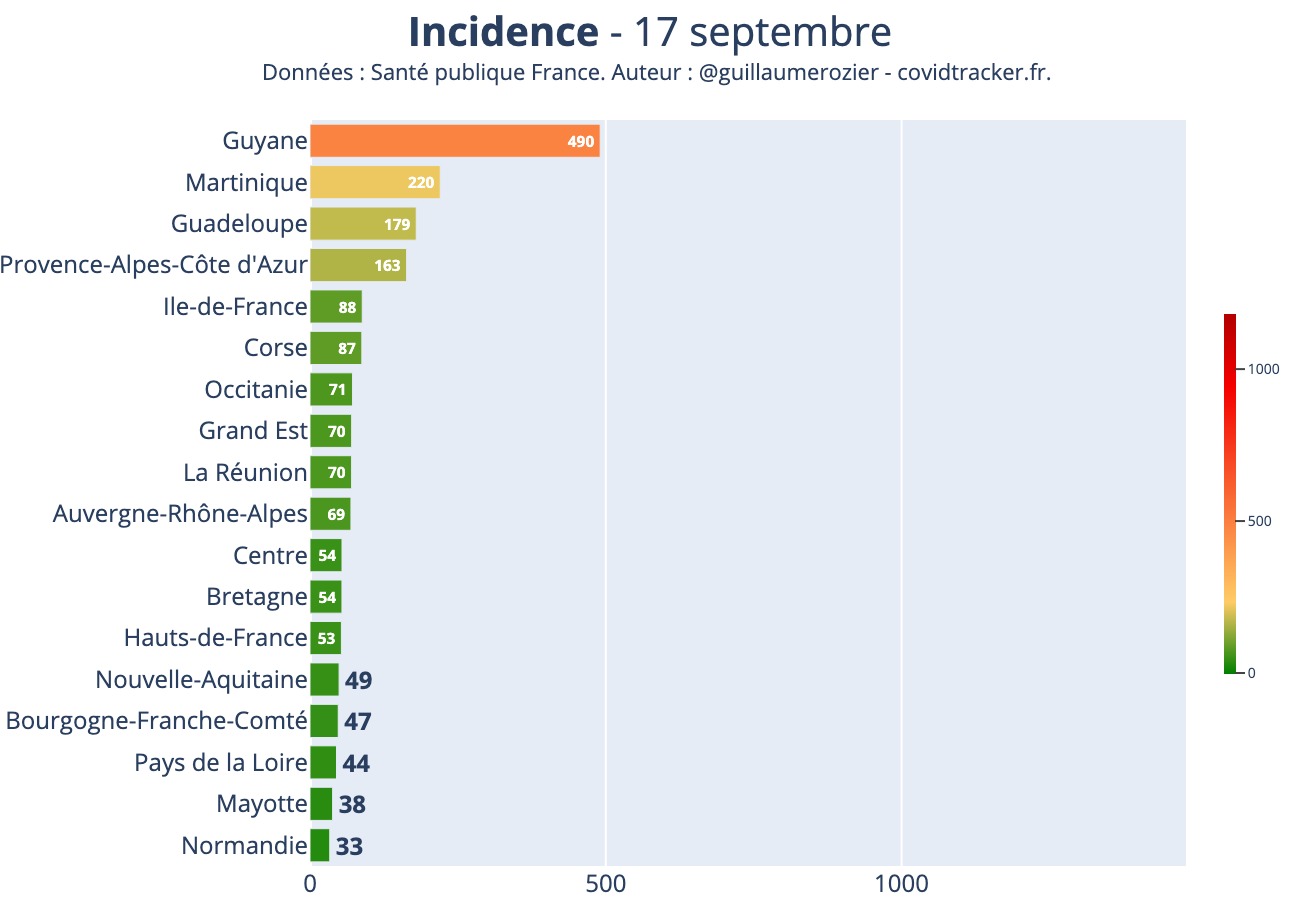 Incidence - 17 septembre
Données : Santé publique France. Auteur : @guillaumerozier - covidtracker.fr.
Guyane 490
Martinique 220
Guadeloupe 179
Provence-Alpes-Côte d'Azur 163
Ile-de-France 88
Corse 87
Occitanie 71
Grand Est 70
La Réunion 70
Auvergne-Rhône-Alpes 69
Centre 54
Bretagne 54
Hauts-de-France 53
Nouvelle-Aquitaine 49
Bourgogne-Franche-Comté 47
Pays de la Loire 44
Mayotte 38
Normandie 33
0 500 1000
1000
500
0